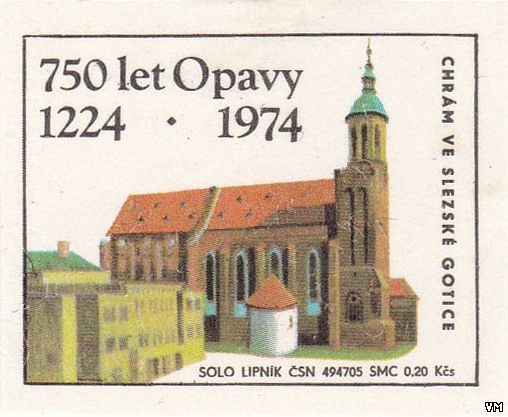 750 let Opavy
1224 • 1974
CHRÁM VE SLEZSKÉ GOTICE
SOLO LIPNÍK ČSN 494705 SMC 0,20 Kčs
VM